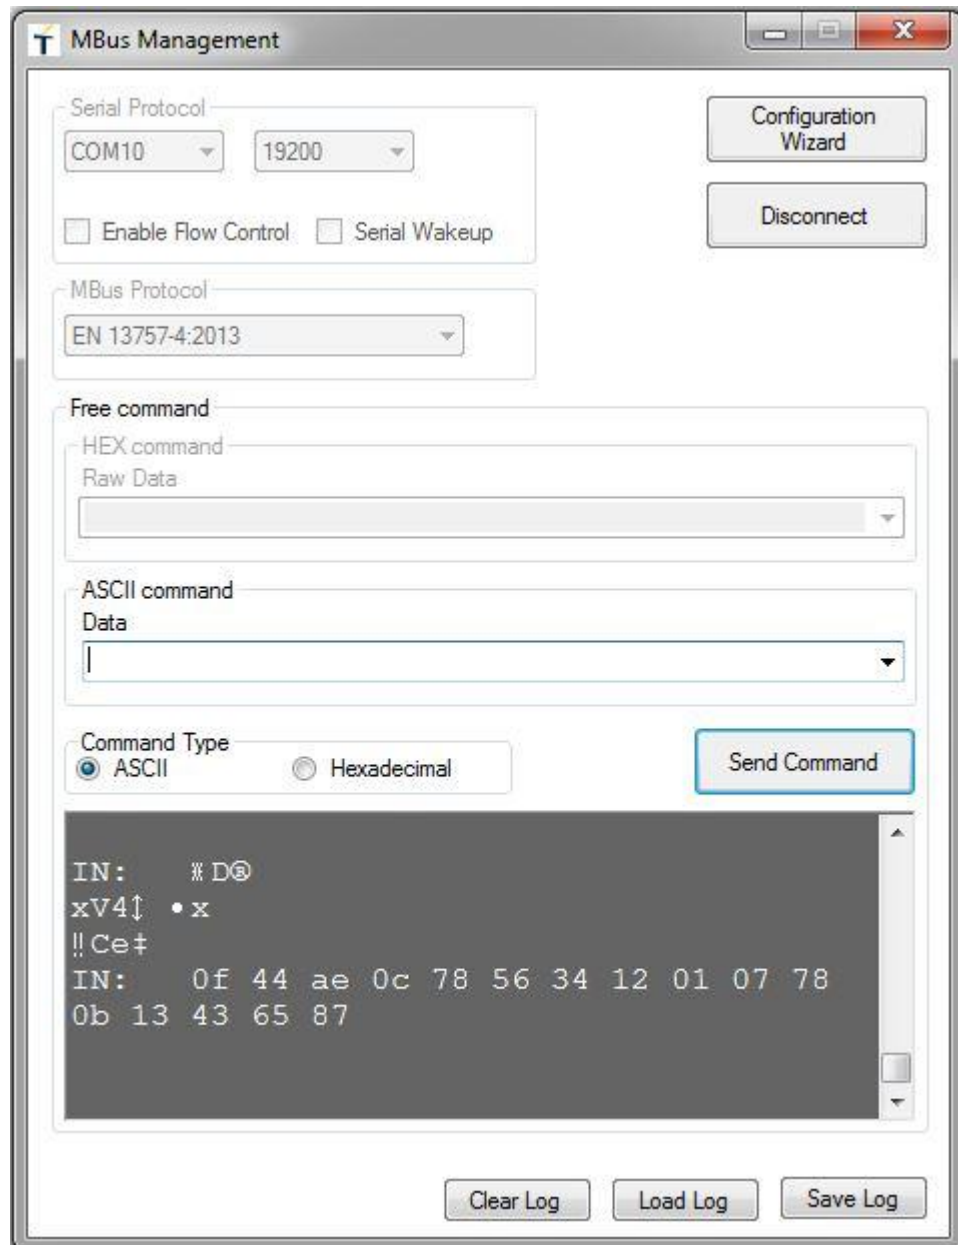 MBus Management
Serial Protocol
Configuration
Wizard
COM10 19200
Disconnect
Enable Flow Control Serial Wakeup
MBus Protocol
EN 13757-4:2013
Free command
HEX command
Raw Data
ASCII command
Data
Command Type
ASCII Hexadecimal
Send Command
IN: ⁤D®
xV4↕ •x
‼Ce‡
IN: 0f 44 ae 0c 78 56 34 12 01 07 78
0b 13 43 65 87
Clear Log Load Log Save Log